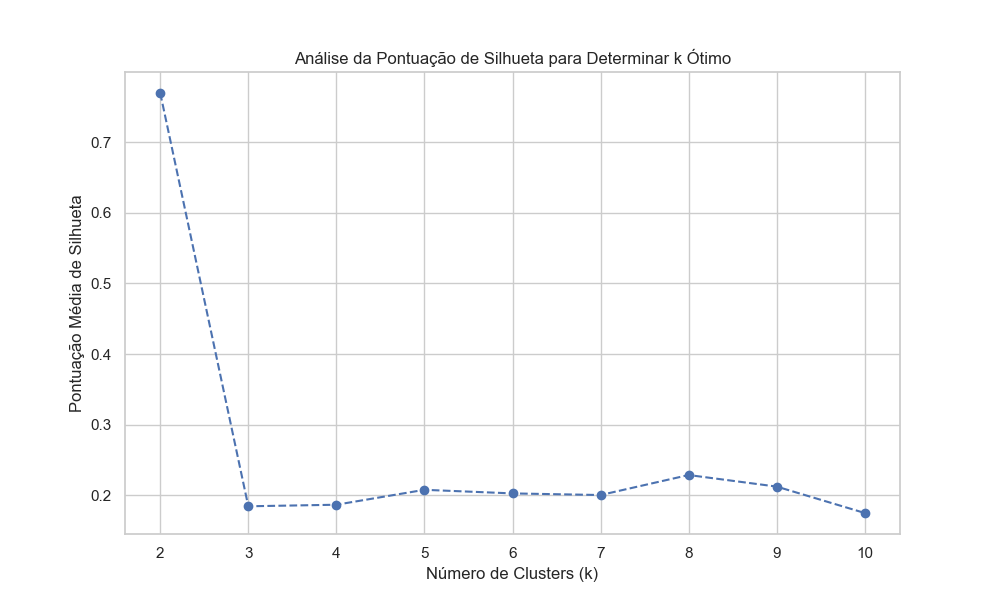 Análise da Pontuação de Silhueta para Determinar k Ótimo
Pontuação Média de Silhueta
0.7
0.6
0.5
0.4
0.3
0.2
2 3 4 5 6 7 8 9 10
Número de Clusters (k)